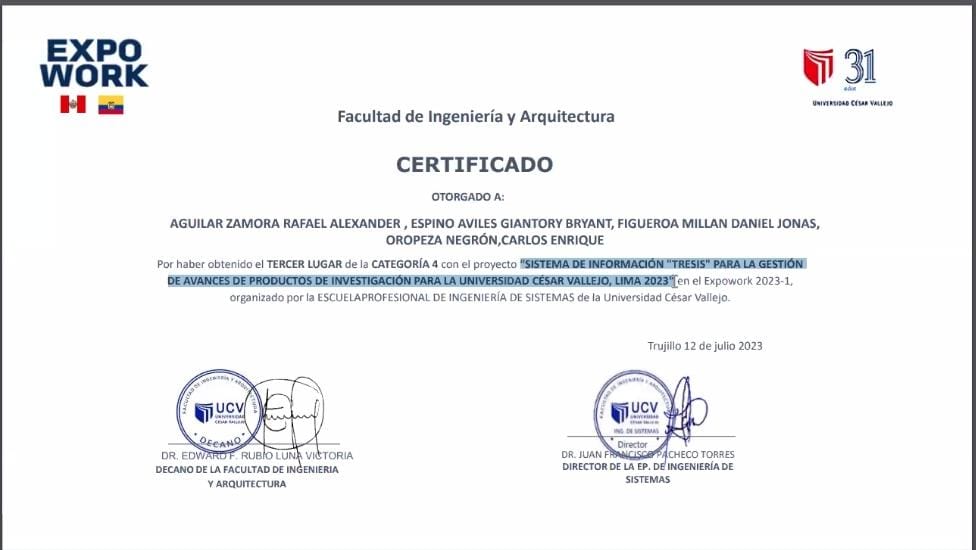 EXPO
WORK
31
años
UNIVERSIDAD CÉSAR VALLEJO
Facultad de Ingeniería y Arquitectura
CERTIFICADO
OTORGADO A:
AGUILAR ZAMORA RAFAEL ALEXANDER , ESPINO AVILES GIANTORY BRYANT, FIGUEROA MILLAN DANIEL JONAS,
OROPEZA NEGRÓN,CARLOS ENRIQUE
Por haber obtenido el TERCER LUGAR de la CATEGORÍA 4 con el proyecto "SISTEMA DE INFORMACIÓN "TRESIS" PARA LA GESTIÓN
DE AVANCES DE PRODUCTOS DE INVESTIGACIÓN PARA LA UNIVERSIDAD CÉSAR VALLEJO, LIMA 2023" en el Expowork 2023-1,
organizado por la ESCUELAPROFESIONAL DE INGENIERÍA DE SISTEMAS de la Universidad César Vallejo.
Trujillo 12 de julio 2023
FACULTAD DE INGENIERÍA Y ARQUITECTURA
UCV
UNIVERSIDAD
CÉSAR VALLEJO
DECANO
DR. EDWARD F. RUBIO LUNA VICTORIA
DECANO DE LA FACULTAD DE INGENIERIA
Y ARQUITECTURA
FACULTAD DE INGENIERÍA Y ARQUITECTURA
UCV
UNIVERSIDAD
CÉSAR VALLEJO
ING. DE SISTEMAS
Director
DR. JUAN FRANCISCO PACHECO TORRES
DIRECTOR DE LA EP. DE INGENIERÍA DE
SISTEMAS